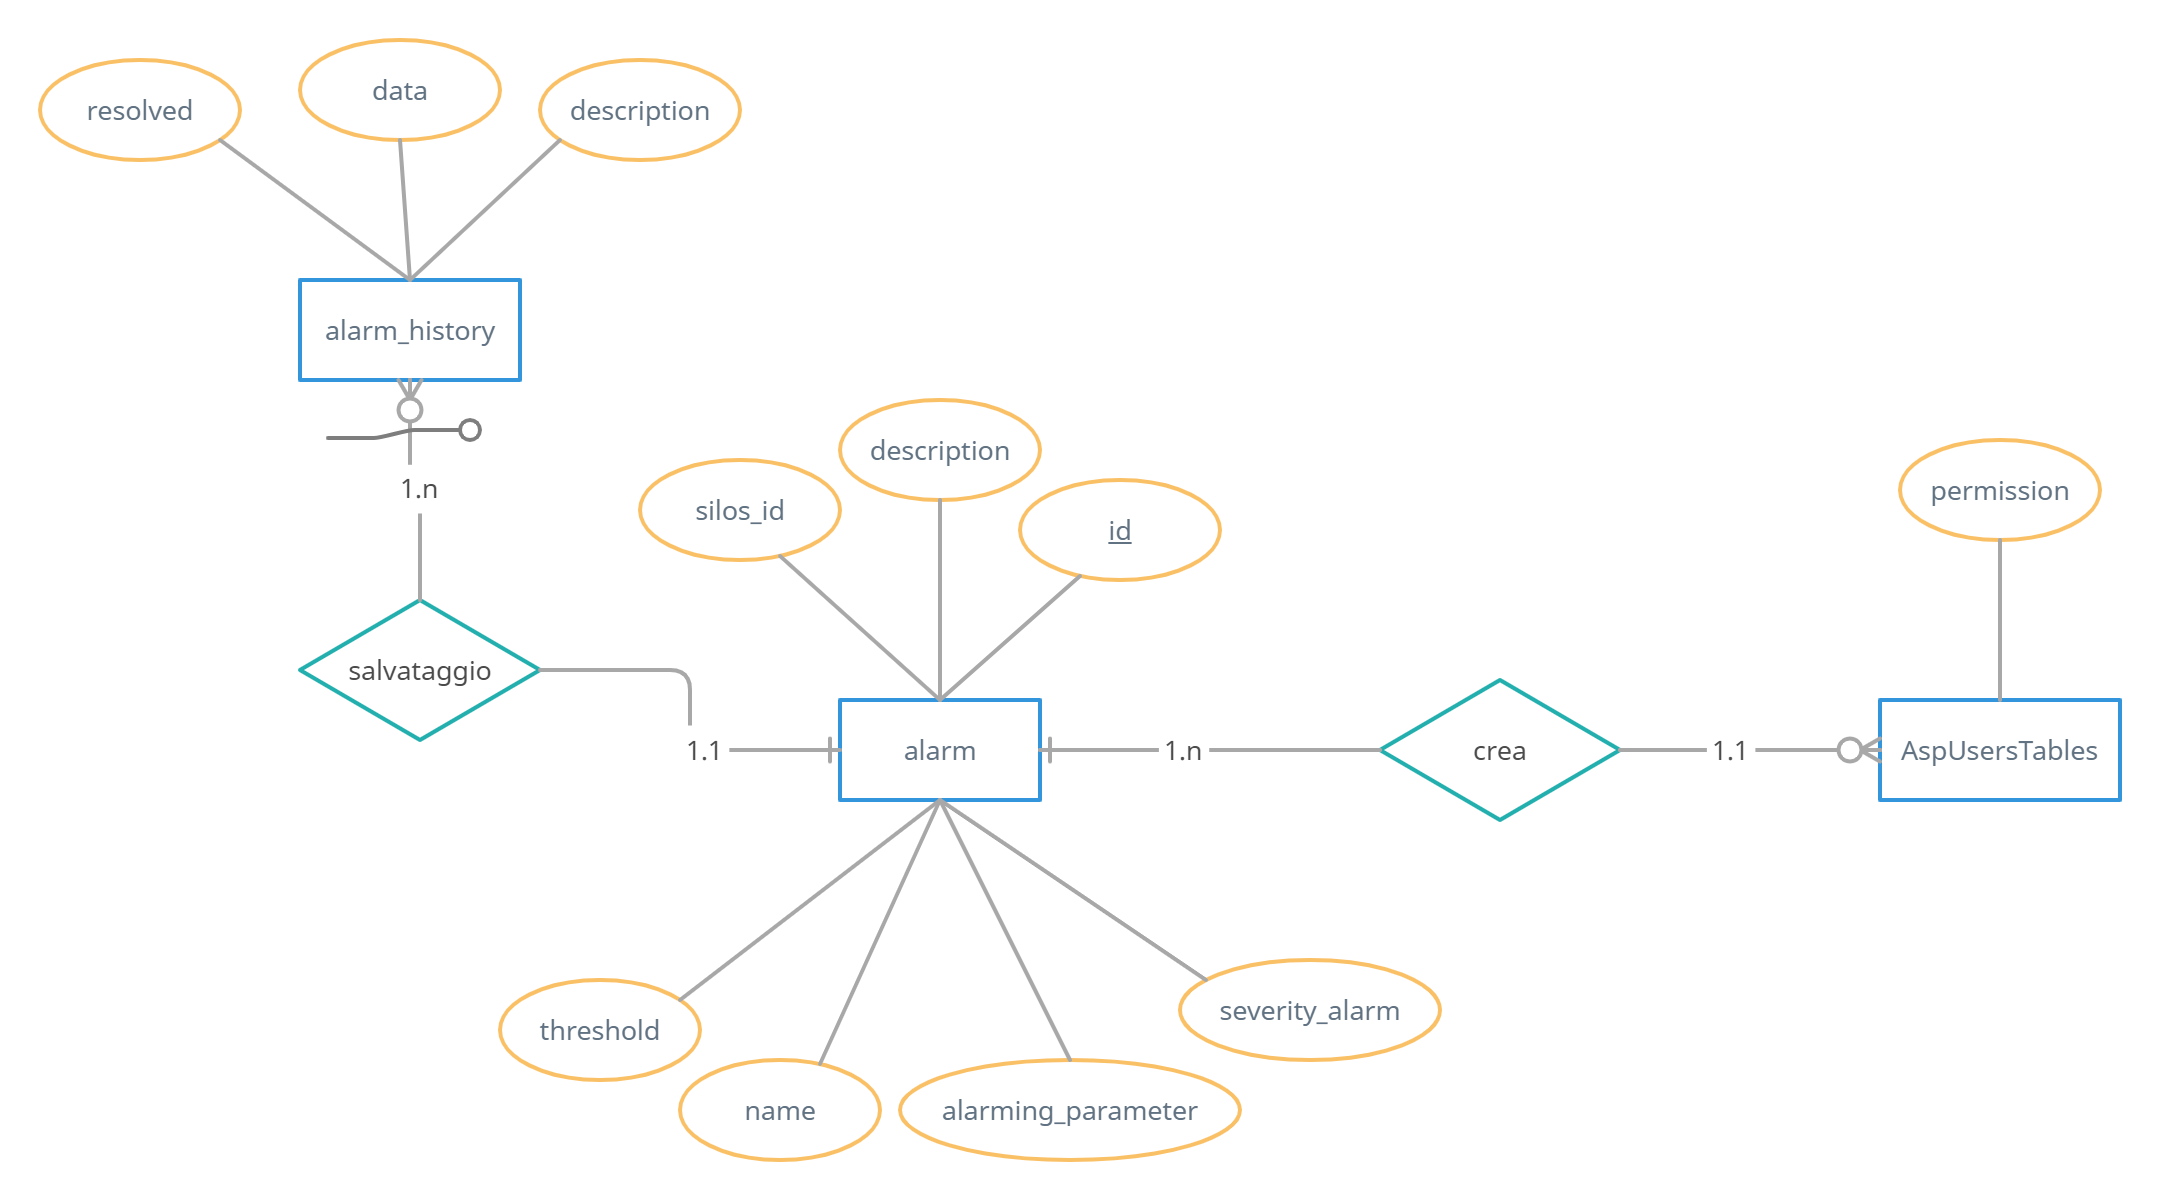 resolved
data
description
alarm_history
1.n
salvataggio
1.1
silos_id
description
id
alarm
1.n
crea
1.1
permission
AspUsersTables
threshold
name
alarming_parameter
severity_alarm